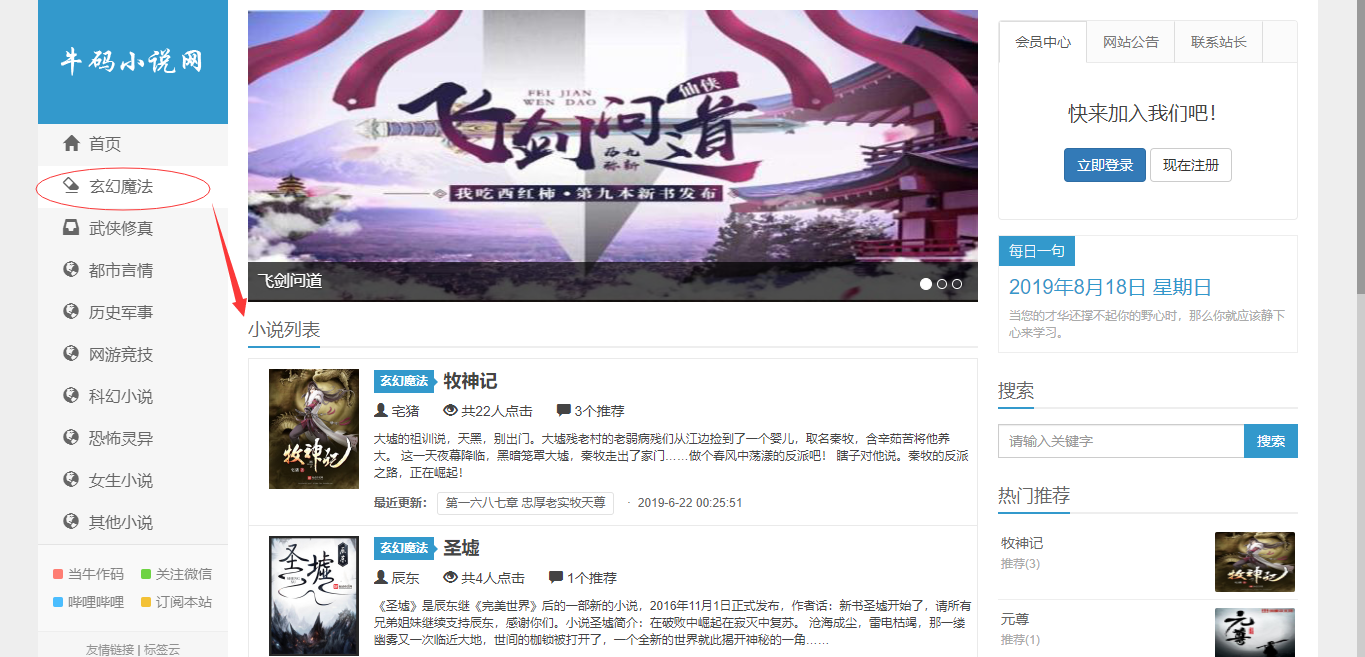 牛码小说网
首页
玄幻魔法
武侠修真
都市言情
历史军事
网游竞技
科幻小说
恐怖灵异
女生小说
其他小说
当牛作码 关注微信
哔哩哔哩 订阅本站
友情链接 | 标签云
FEI JIAN
WEN DAO
飞剑问道
仙侠
我吃西红柿•第九本新书发布
飞剑问道
小说列表
牧神记
玄幻魔法 牧神记
宅猪 共22人点击 3个推荐
大墟的祖训说，天黑，别出门。大墟残老村的老弱病残们从江边捡到了一个婴儿，取名秦牧，含辛茹苦将他养
大。 这一天夜幕降临，黑暗笼罩大墟，秦牧走出了家门……做个春风中荡漾的反派吧！ 瞎子对他说。秦牧的反派
之路，正在崛起！
最近更新： 第一六八七章 忠厚老实牧天尊 · 2019-6-22 00:25:51
圣墟
辰东
玄幻魔法 圣墟
辰东 共4人点击 1个推荐
《圣墟》是辰东继《完美世界》后的一部新的小说，2016年11月1日正式发布，作者话：新书圣墟开始了，请所有
兄弟姐妹继续支持辰东，感谢你们。小说圣墟简介：在破败中崛起在寂灭中复苏。 沧海成尘，雷电枯竭，那一缕
幽雾又一次临近大地，世间的枷锁被打开了，一个全新的世界就此揭开神秘的一角……
会员中心 网站公告 联系站长
快来加入我们吧！
立即登录 现在注册
每日一句
2019年8月18日 星期日
当您的才华还撑不起你的野心时，那么你就应该静下
心来学习。
搜索
请输入关键字 搜索
热门推荐
牧神记
推荐(3)
牧神记
元尊
推荐(1)
元尊